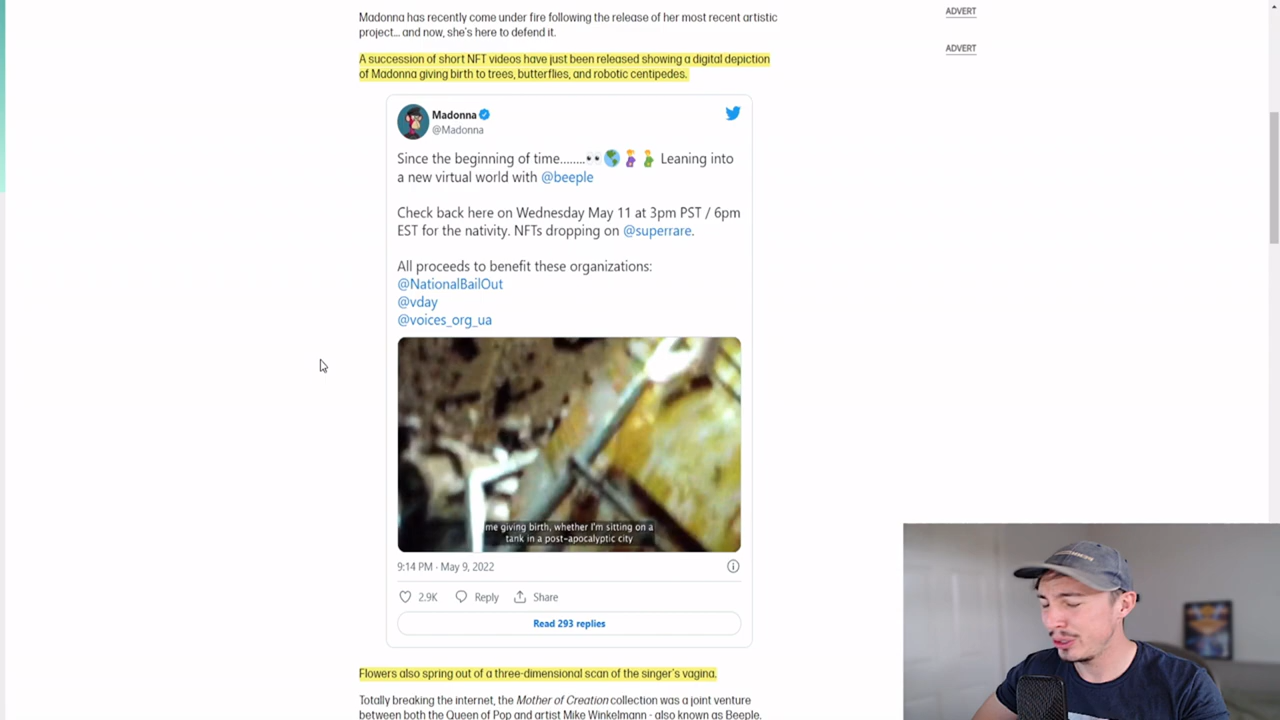 Madonna has recently come under fire following the release of her most recent artistic
project... and now, she's here to defend it.
A succession of short NFT videos have just been released showing a digital depiction
of Madonna giving birth to trees, butterflies, and robotic centipedes.
Madonna
@Madonna
Since the beginning of time........👀🌎🤰🤰 Leaning into
a new virtual world with @beeple
Check back here on Wednesday May 11 at 3pm PST / 6pm
EST for the nativity. NFTs dropping on @superrare.
All proceeds to benefit these organizations:
@NationalBailOut
@vday
@voices_org_ua
me giving birth, whether I'm sitting on a
tank in a post-apocalyptic city
9:14 PM · May 9, 2022
2.9K Reply Share
Read 293 replies
Flowers also spring out of a three-dimensional scan of the singer's vagina.
Totally breaking the internet, the Mother of Creation collection was a joint venture
between both the Queen of Pop and artist Mike Winkelmann - also known as Beeple.
ADVERT
ADVERT